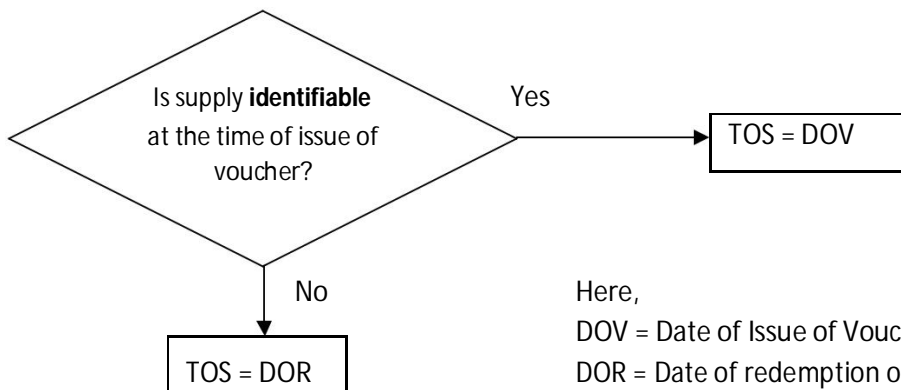 Is supply identifiable
at the time of issue of
voucher?
Yes
TOS = DOV
No
TOS = DOR
Here,
DOV = Date of Issue of
DOR = Date of redemption